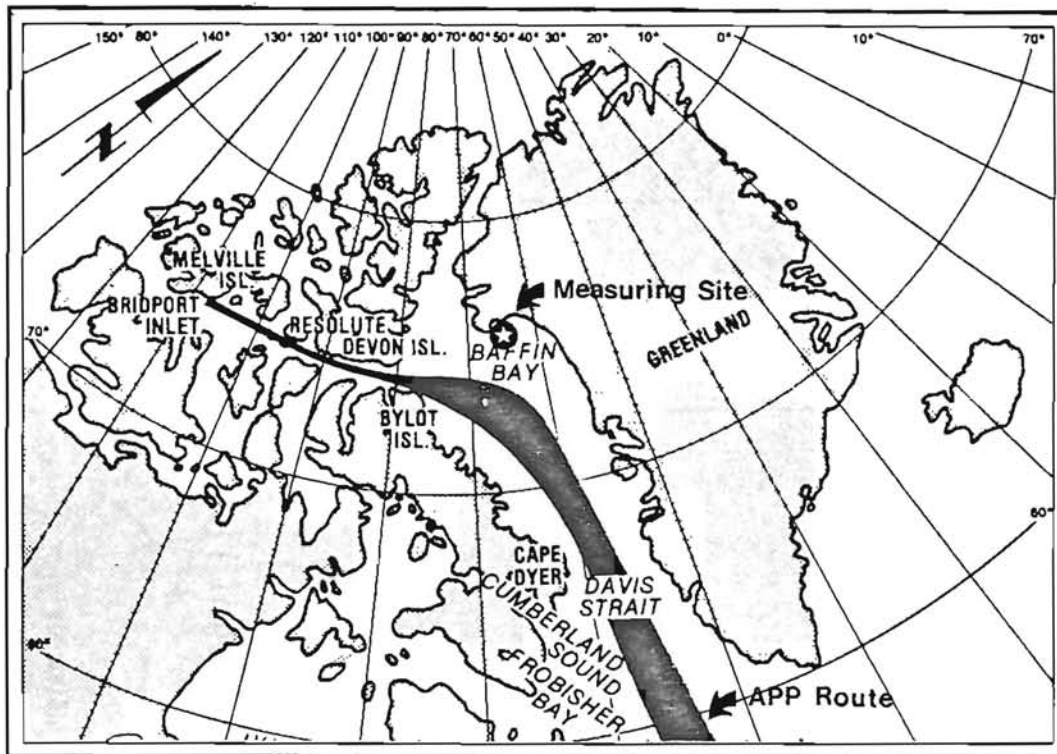 150° 80° 140° 130° 120° 110° 100° 90° 80° 70° 60° 50° 40° 30° 20° 10° 0° 10° 70°
N
MELVILLE
ISL.
BRIDPORT
INLET
RESOLUTE
DEVON ISL.
Measuring Site
BAFFIN
BAY
GREENLAND
70°
BYLOT
ISL.
60°
CAPE
DYER
DAVIS
STRAIT
CUMBERLAND
SOUND
FROBISHER
BAY
APP Route